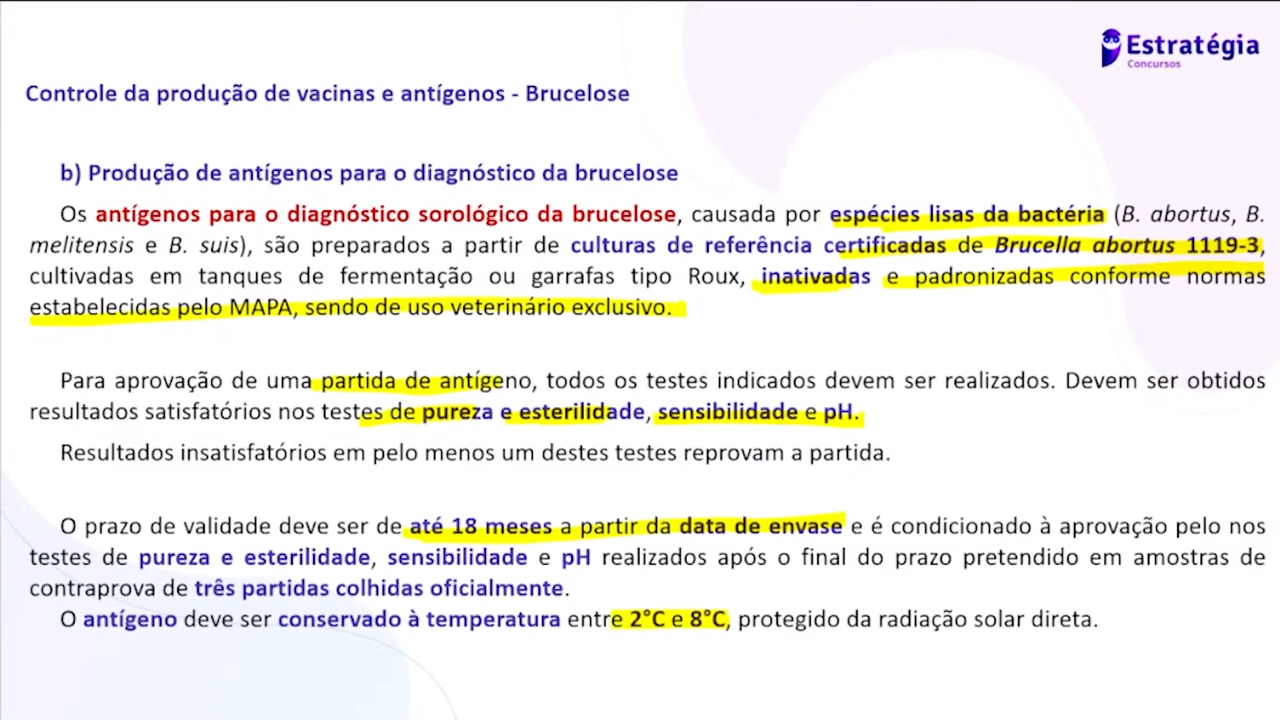 Estratégia
Concursos
Controle da produção de vacinas e antígenos - Brucelose
b) Produção de antígenos para o diagnóstico da brucelose
Os antígenos para o diagnóstico sorológico da brucelose, causada por espécies lisas da bactéria (B. abortus, B.
melitensis e B. suis), são preparados a partir de culturas de referência certificadas de Brucella abortus 1119-3,
cultivadas em tanques de fermentação ou garrafas tipo Roux, inativadas e padronizadas conforme normas
estabelecidas pelo MAPA, sendo de uso veterinário exclusivo.
Para aprovação de uma partida de antígeno, todos os testes indicados devem ser realizados. Devem ser obtidos
resultados satisfatórios nos testes de pureza e esterilidade, sensibilidade e pH.
Resultados insatisfatórios em pelo menos um destes testes reprovam a partida.
O prazo de validade deve ser de até 18 meses a partir da data de envase e é condicionado à aprovação pelo nos
testes de pureza e esterilidade, sensibilidade e pH realizados após o final do prazo pretendido em amostras de
contraprova de três partidas colhidas oficialmente.
O antígeno deve ser conservado à temperatura entre 2°C e 8°C, protegido da radiação solar direta.